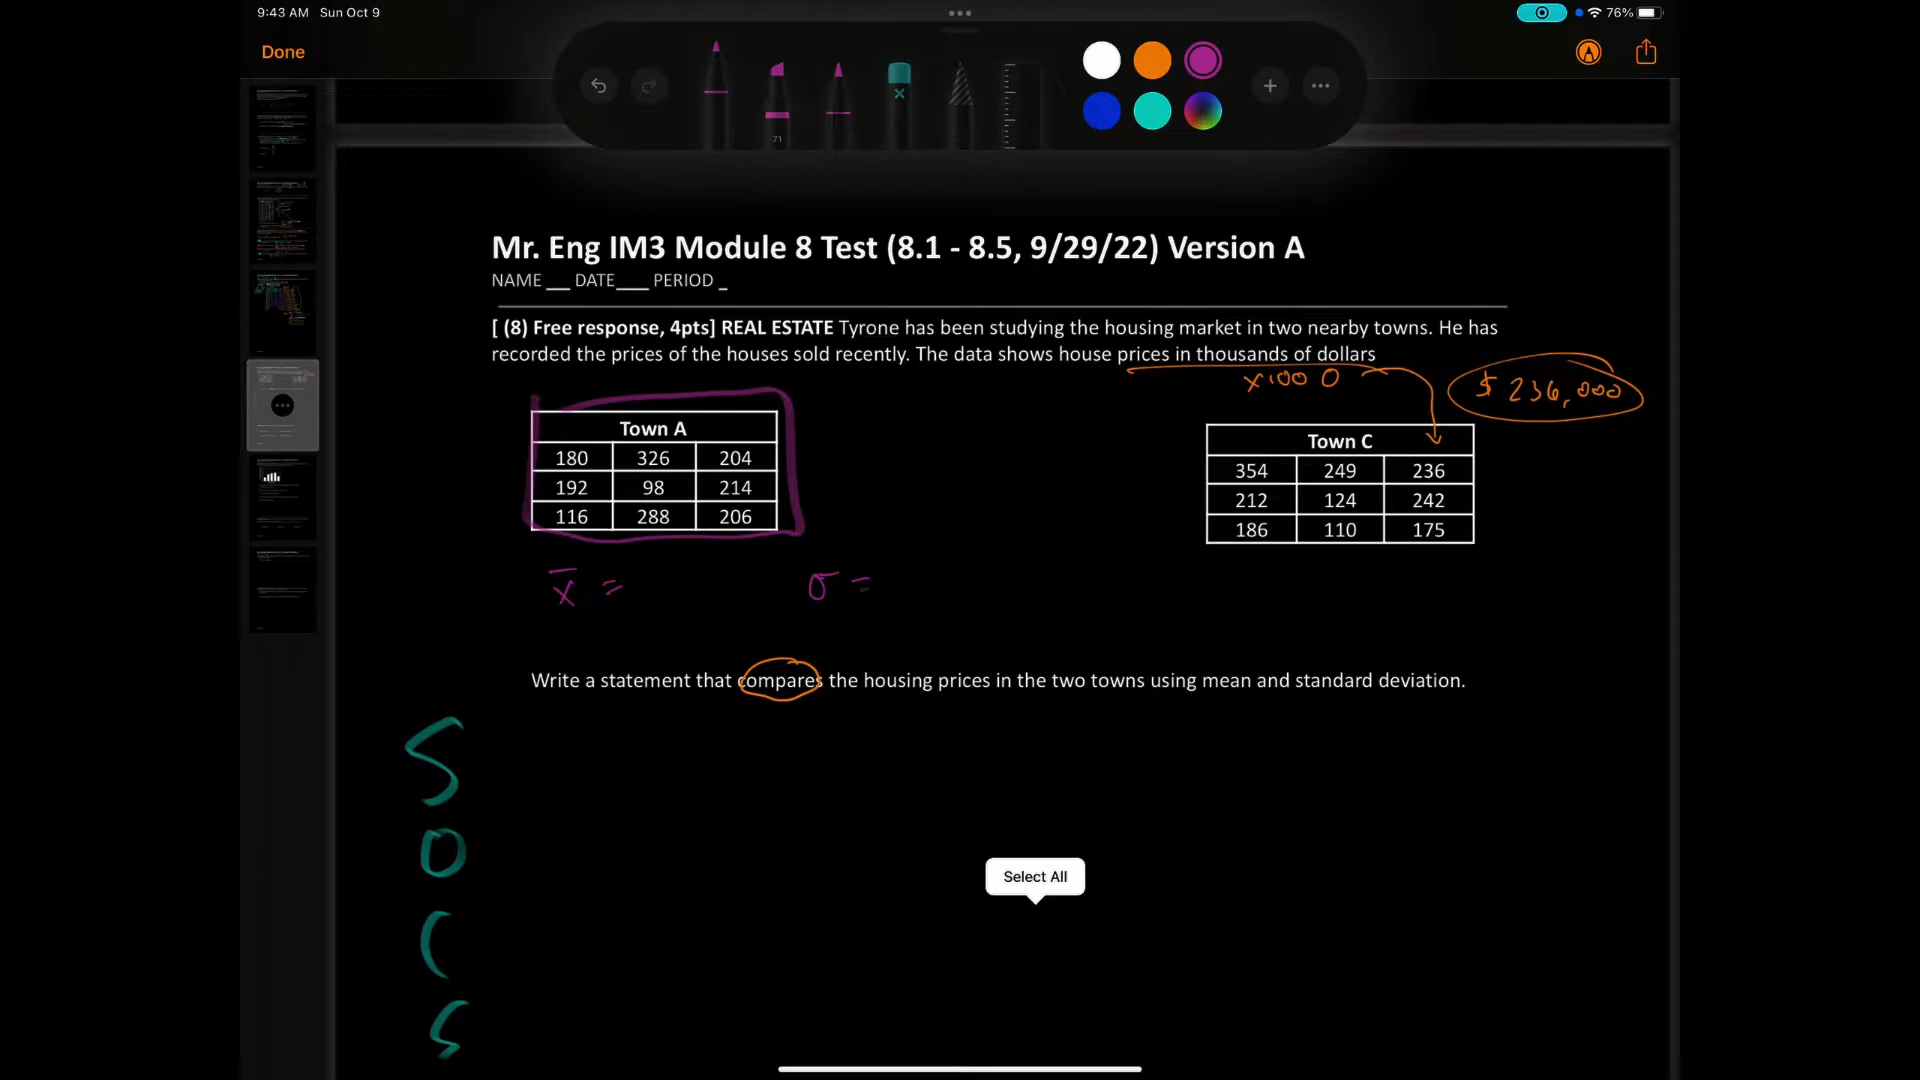 9:43 AM Sun Oct 9
76%
Done
71
Mr. Eng IM3 Module 8 Test (8.1 - 8.5, 9/29/22) Version A
NAME ___ DATE____ PERIOD _
[ (8) Free response, 4pts] REAL ESTATE Tyrone has been studying the housing market in two nearby towns. He has
recorded the prices of the houses sold recently. The data shows house prices in thousands of dollars
x1000
$ 236,000
Town A
180 326 204
192 98 214
116 288 206
Town C
354 249 236
212 124 242
186 110 175
x̄ =
σ =
Write a statement that compares the housing prices in the two towns using mean and standard deviation.
S
O
C
S
Select All